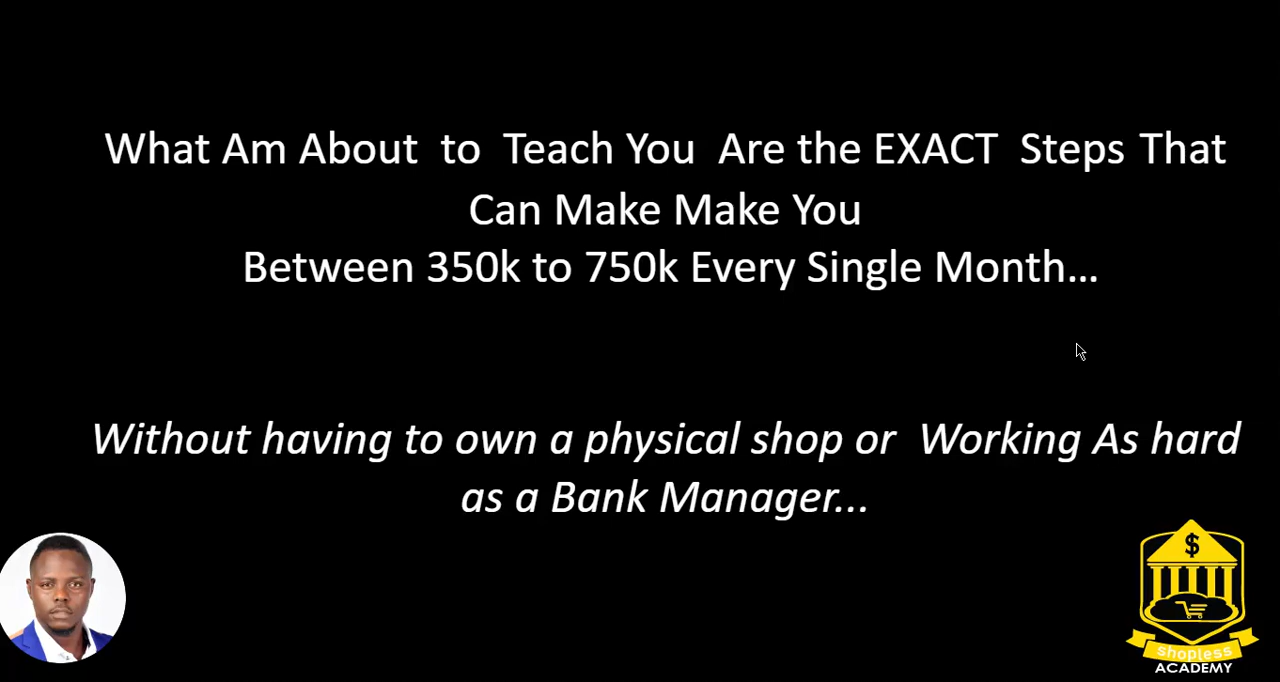 What Am About to Teach You Are the EXACT Steps That
Can Make Make You
Between 350k to 750k Every Single Month...
Without having to own a physical shop or Working As hard
as a Bank Manager...
$
shopless
ACADEMY